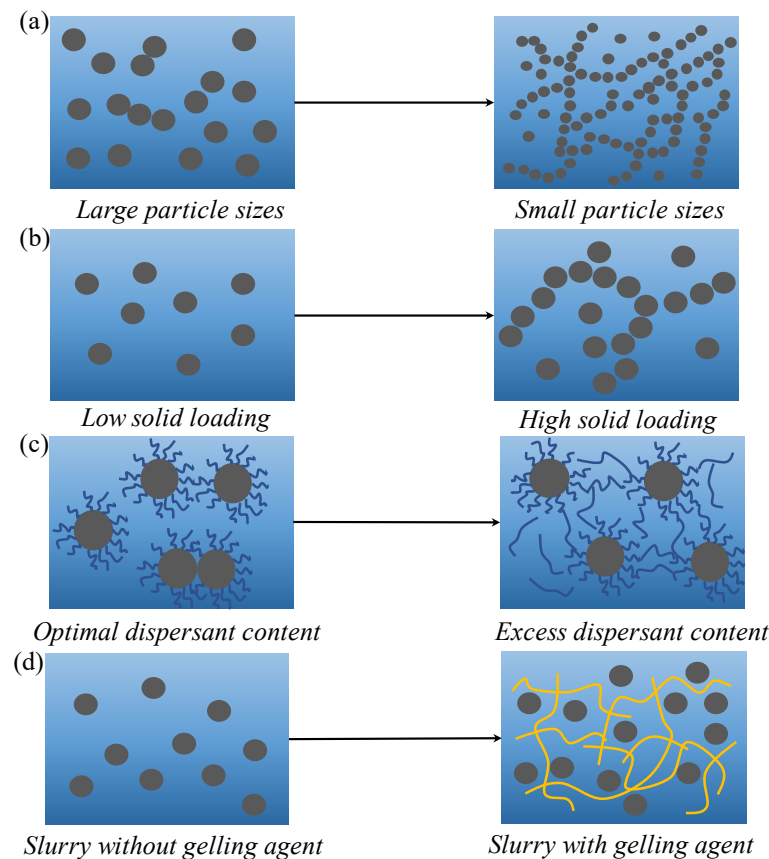 (a)
Large particle sizes
Small particle sizes
(b)
Low solid loading
High solid loading
(c)
Optimal dispersant content
Excess dispersant content
(d)
Slurry without gelling agent
Slurry with gelling agent